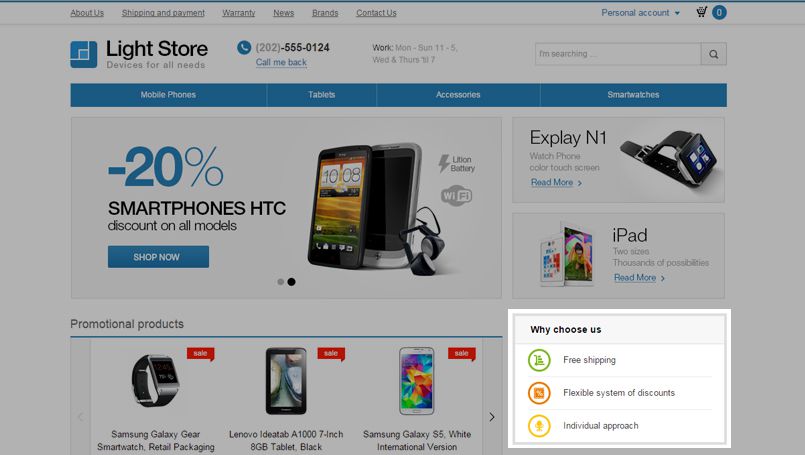 About Us Shipping and payment Warranty News Brands Contact Us Personal account 0
Light Store
Devices for all needs
(202)-555-0124
Call me back
Work: Mon - Sun 11 - 5,
Wed & Thurs 'til 7
I'm searching ...
Mobile Phones Tablets Accessories Smartwatches
-20%
SMARTPHONES HTC
discount on all models
SHOP NOW
Lition
Battery
WiFi
10:08
Explay N1
Watch Phone
color touch screen
Read More
iPad
Two sizes
Thousands of possibilities
Read More
Promotional products
sale
sale
sale
Samsung Galaxy Gear
Smartwatch, Retail Packaging
Lenovo Ideatab A1000 7-Inch
8GB Tablet, Black
Samsung Galaxy S5, White
International Version
Why choose us
Free shipping
Flexible system of discounts
Individual approach